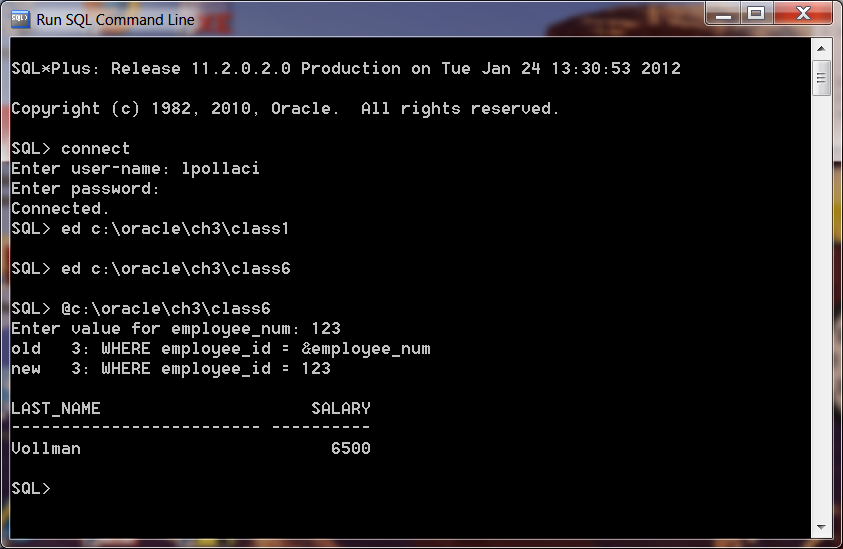 Run SQL Command Line
SQL*Plus: Release 11.2.0.2.0 Production on Tue Jan 24 13:30:53 2012
Copyright (c) 1982, 2010, Oracle.  All rights reserved.
SQL> connect
Enter user-name: lpollaci
Enter password:
Connected.
SQL> ed c:\oracle\ch3\class1
SQL> ed c:\oracle\ch3\class6
SQL> @c:\oracle\ch3\class6
Enter value for employee_num: 123
old   3: WHERE employee_id = &employee_num
new   3: WHERE employee_id = 123
LAST_NAME                     SALARY
------------------------- ----------
Vollman                         6500
SQL>